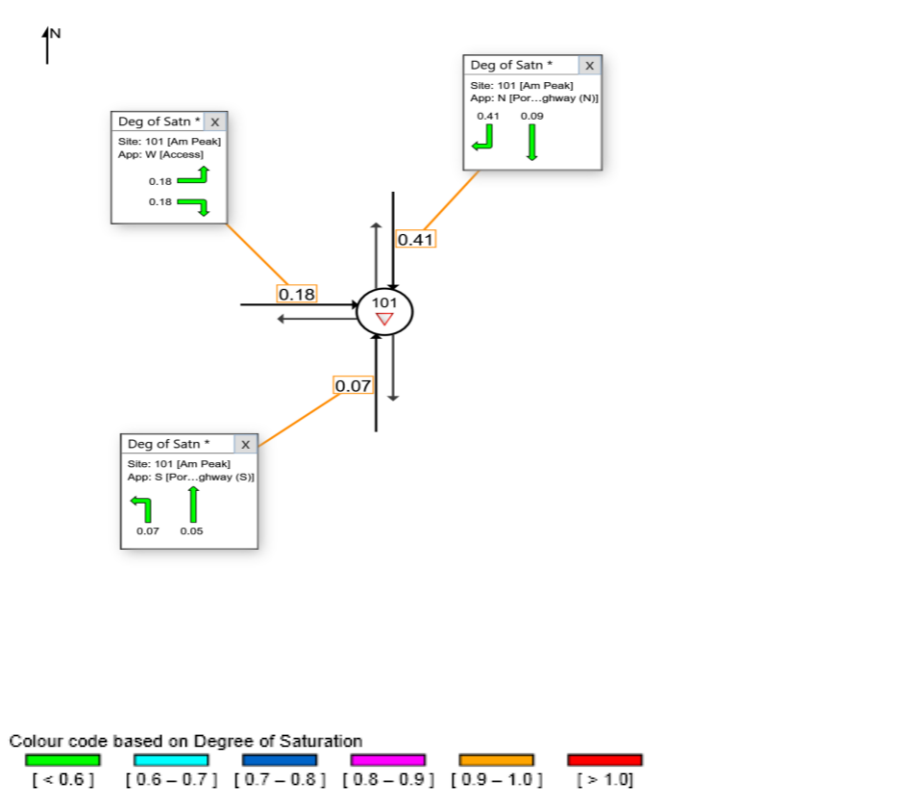 N
Deg of Satn * X
Site: 101 [Am Peak]
App: N [Por...ghway (N)]
0.41 0.09
Deg of Satn * X
Site: 101 [Am Peak]
App: W [Access]
0.18
0.18
0.41
0.18
101
0.07
Deg of Satn * X
Site: 101 [Am Peak]
App: S [Por...ghway (S)]
0.07 0.05
Colour code based on Degree of Saturation
[ < 0.6 ] [ 0.6 – 0.7 ] [ 0.7 – 0.8 ] [ 0.8 – 0.9 ] [ 0.9 – 1.0 ] [ > 1.0]